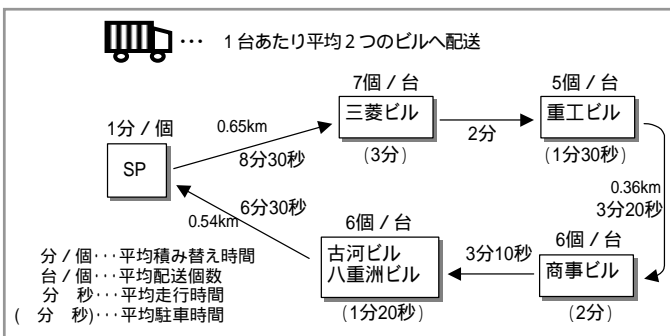 … 1台あたり平均2つのビルへ配送
7個 / 台
三菱ビル
(3分)
2分
5個 / 台
重工ビル
(1分30秒)
1分 / 個
SP
0.65km
8分30秒
0.36km
3分20秒
6個 / 台
商事ビル
(2分)
3分10秒
6個 / 台
古河ビル
八重洲ビル
(1分20秒)
6分30秒
0.54km
分 / 個…平均積み替え時間
台 / 個…平均配送個数
分 秒…平均走行時間
( 分 秒)…平均駐車時間